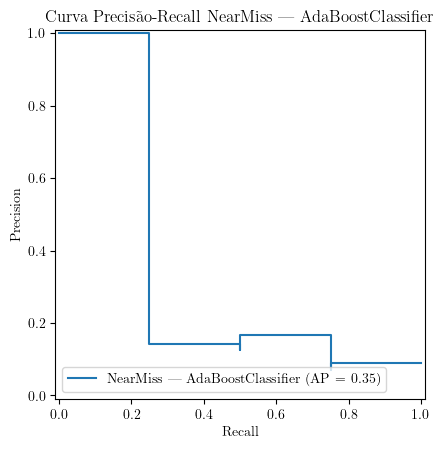 Curva Precisão-Recall NearMiss — AdaBoostClassifier
1.0
0.8
0.6
0.4
0.2
0.0
Precision
NearMiss — AdaBoostClassifier (AP = 0.35)
0.0 0.2 0.4 0.6 0.8 1.0
Recall